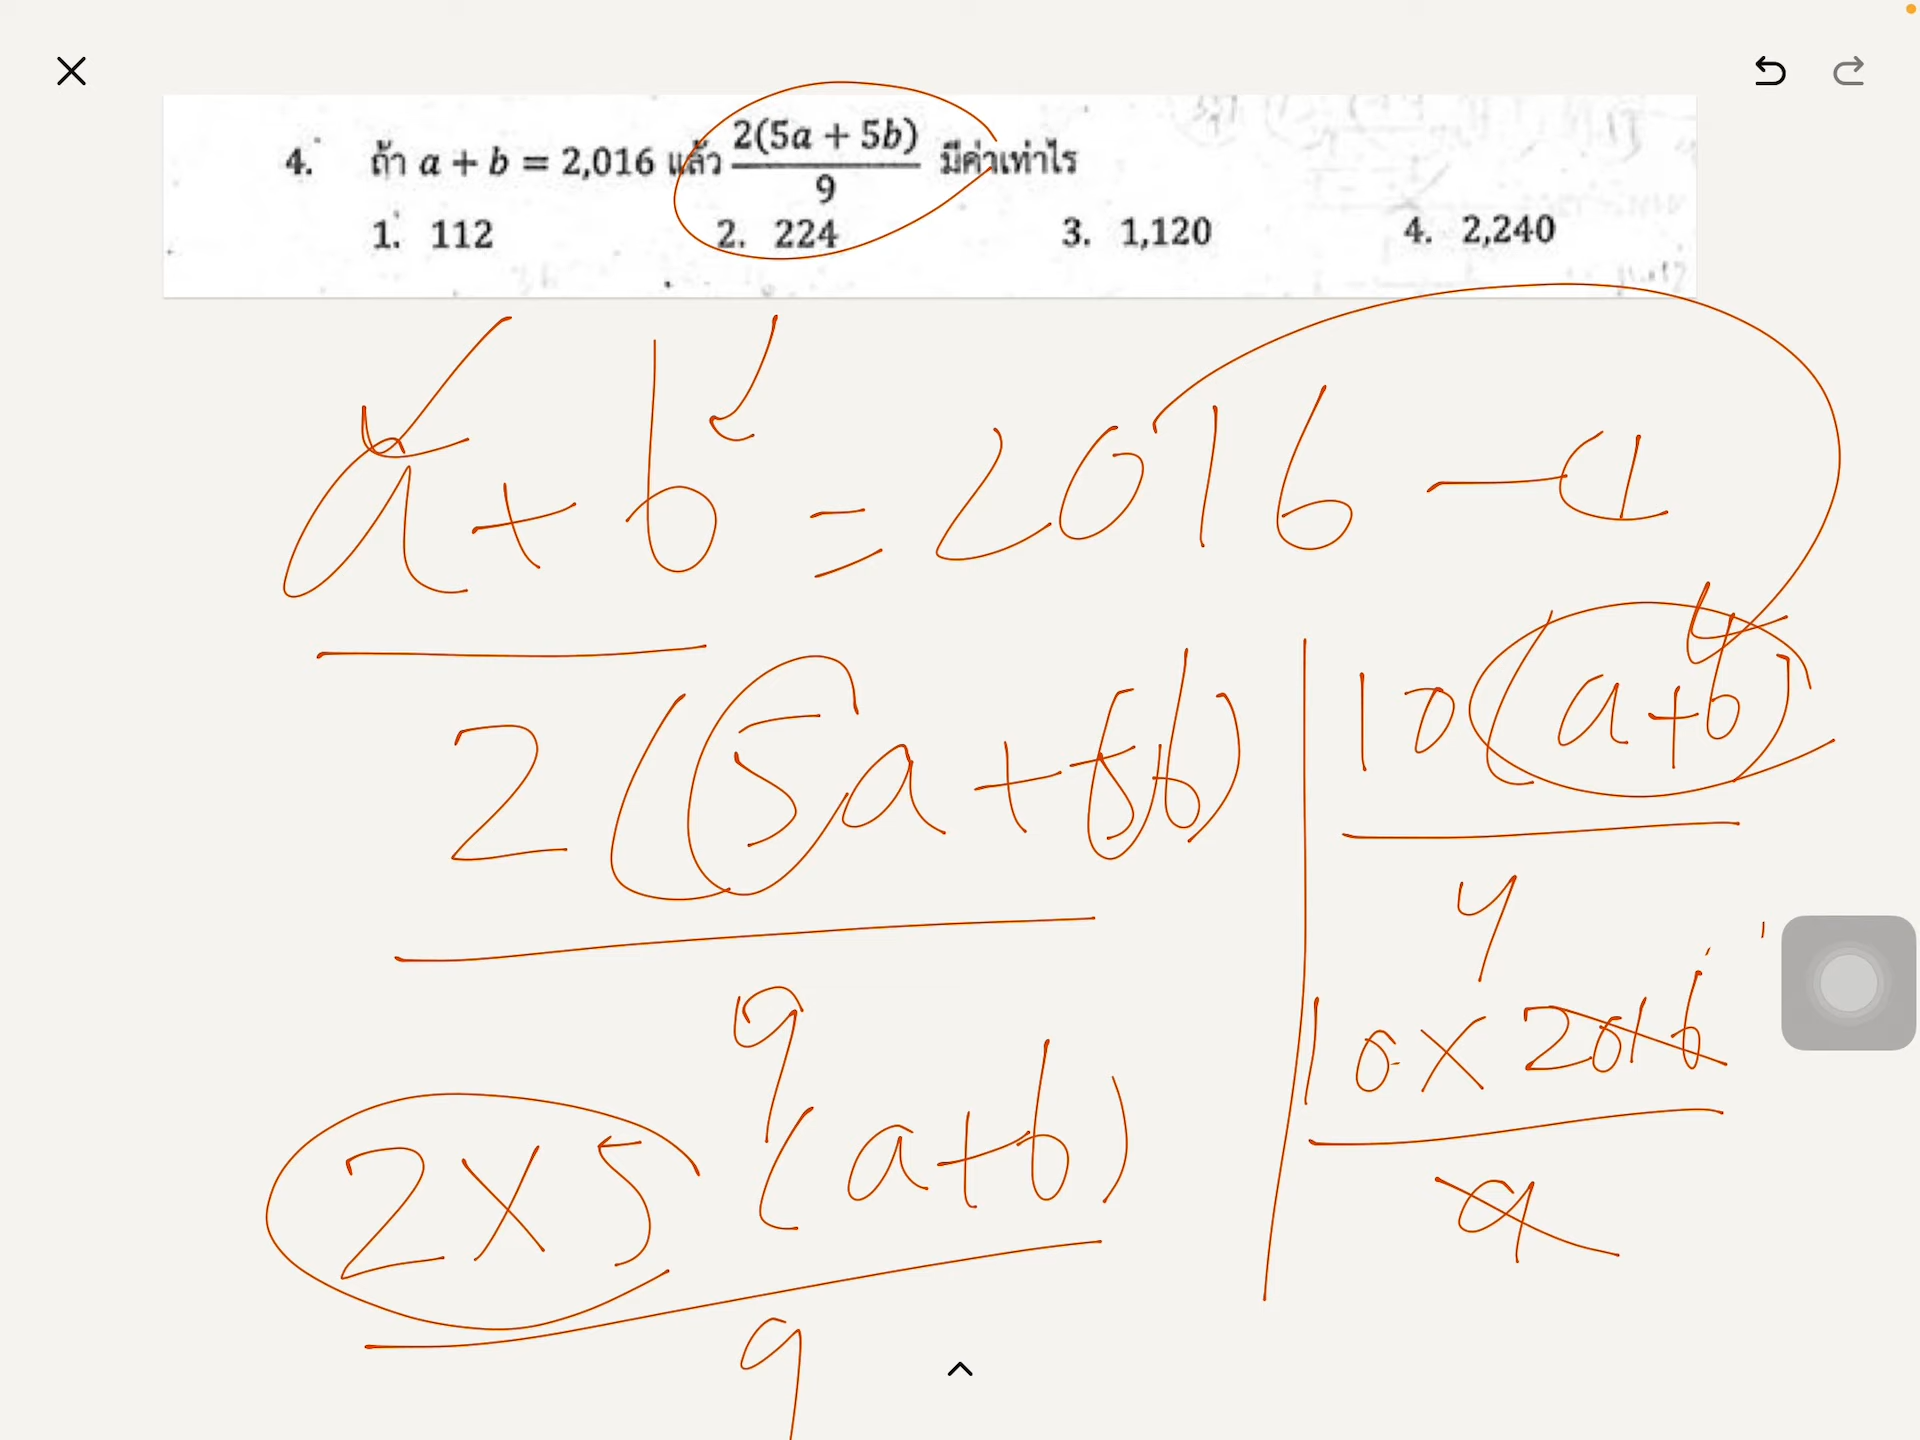 4. ถ้า a + b = 2,016 แล้ว 2(5a + 5b)/9 มีค่าเท่าไร
1. 112 2. 224 3. 1,120 4. 2,240
a + b = 2016 — 1
2(5a + 5b)
9
2 × 5 (a+b)
9
10(a+b)
9
10 × 2016
9